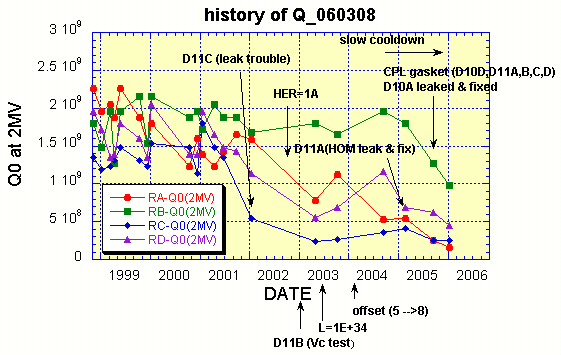 history of Q_060308
3 10⁹
2.5 10⁹
2 10⁹
1.5 10⁹
1 10⁹
5 10⁸
0
Q0 at 2MV
slow cooldown
D11C (leak trouble)
CPL gasket (D10D,D11A,B,C,D)
D10A leaked & fixed
HER=1A
D11A(HOM leak & fix)
RA-Q0(2MV)
RB-Q0(2MV)
RC-Q0(2MV)
RD-Q0(2MV)
1999 2000 2001 2002 2003 2004 2005 2006
DATE
offset (5 -->8)
L=1E+34
D11B (Vc test)